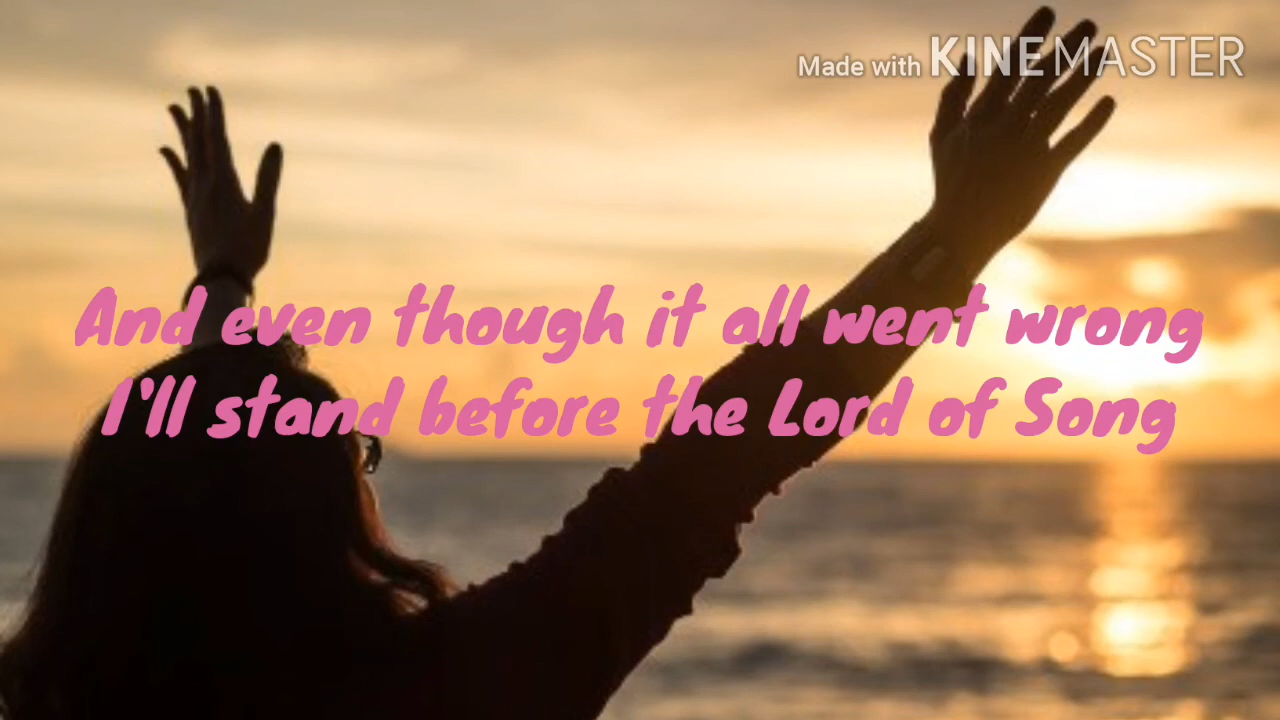 Made with KINEMASTER
And even though it all went wrong
I'll stand before the Lord of Song